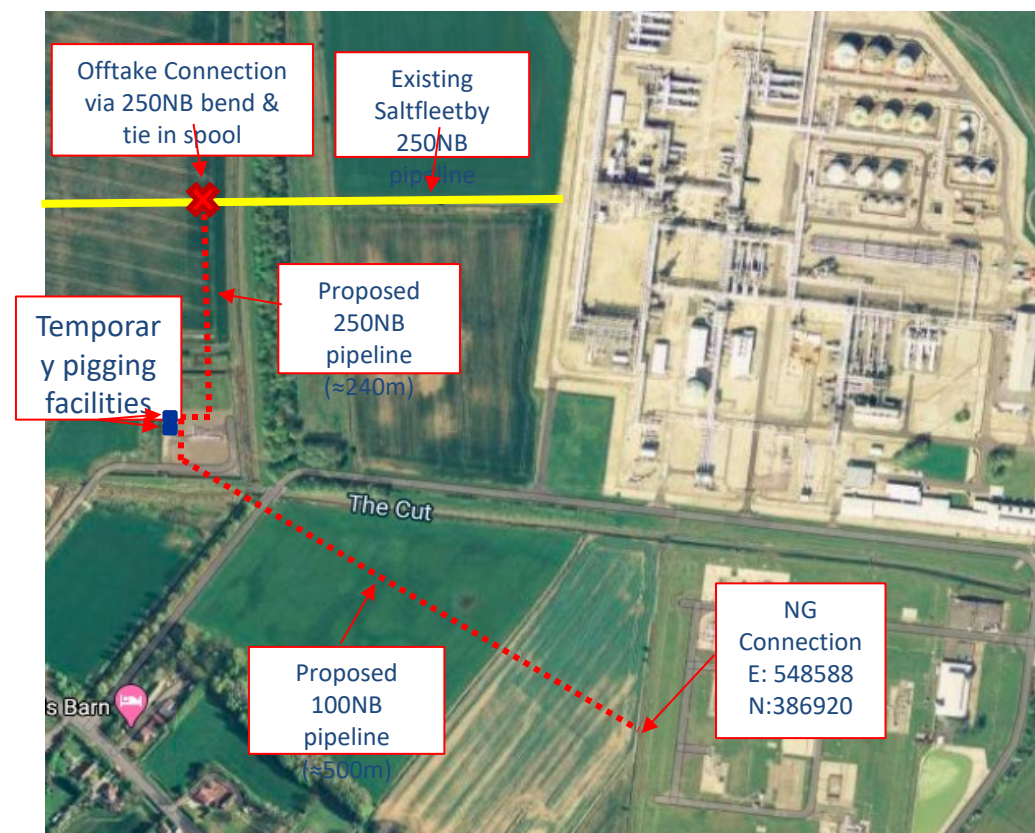 Offtake Connection
via 250NB bend &
tie in spool
Existing
Saltfleetby
250NB
pipeline
Proposed
250NB
pipeline
(≈240m)
Temporar
y pigging
facilities
The Cut
Proposed
100NB
pipeline
(≈500m)
NG
Connection
E: 548588
N:386920
ls Barn